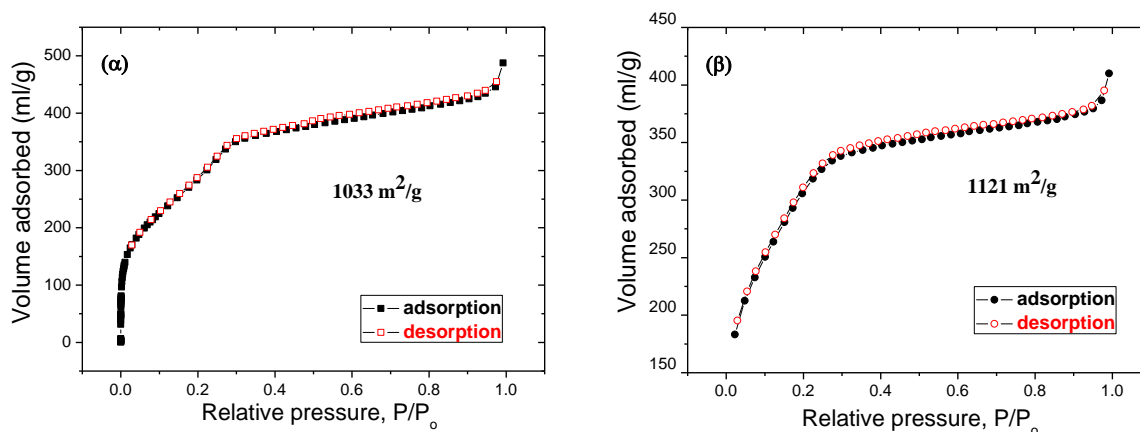 (α)
500
400
300
200
100
0
Volume adsorbed (ml/g)
1033 m²/g
adsorption
desorption
0.0 0.2 0.4 0.6 0.8 1.0
Relative pressure, P/Pₒ
(β)
450
400
350
300
250
200
150
Volume adsorbed (ml/g)
1121 m²/g
adsorption
desorption
0.0 0.2 0.4 0.6 0.8 1.0
Relative pressure, P/Pₒ